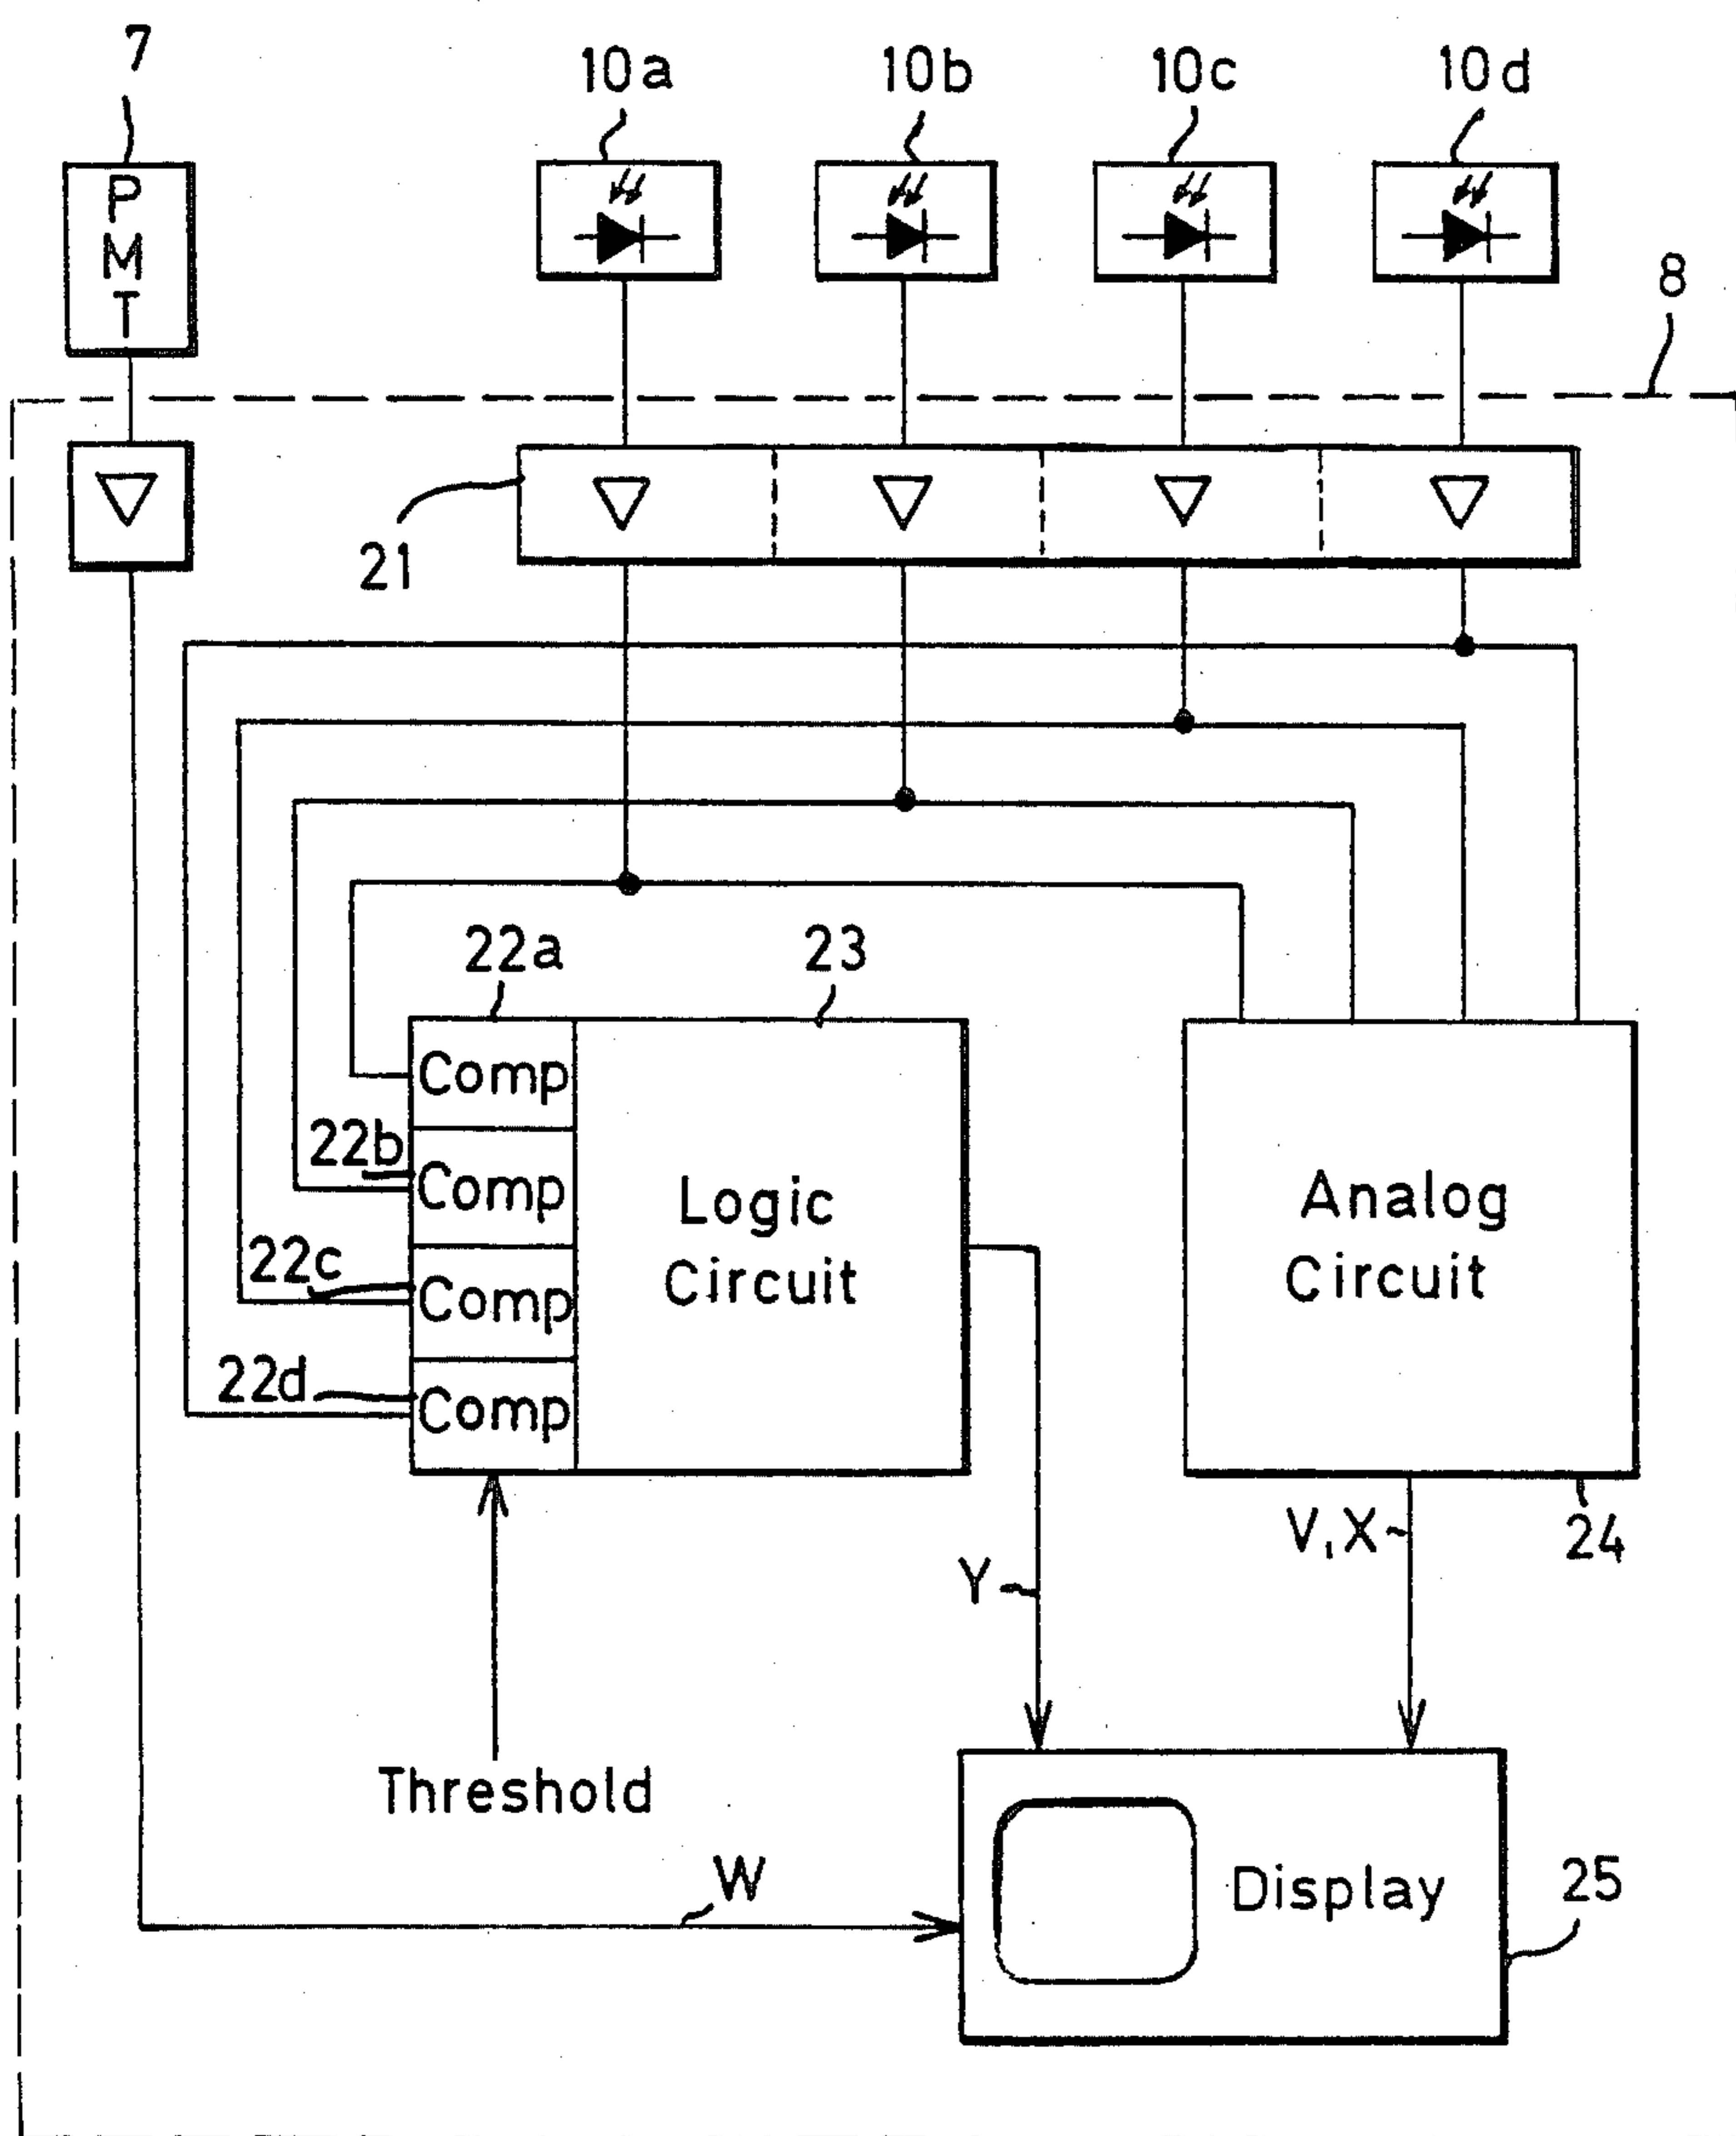 7
10a
10b
10c
10d
P
M
T
8
21
22a
23
Comp
22b
Comp
22c
Comp
22d
Comp
Logic
Circuit
Analog
Circuit
24
V,X
Y
Threshold
W
Display
25